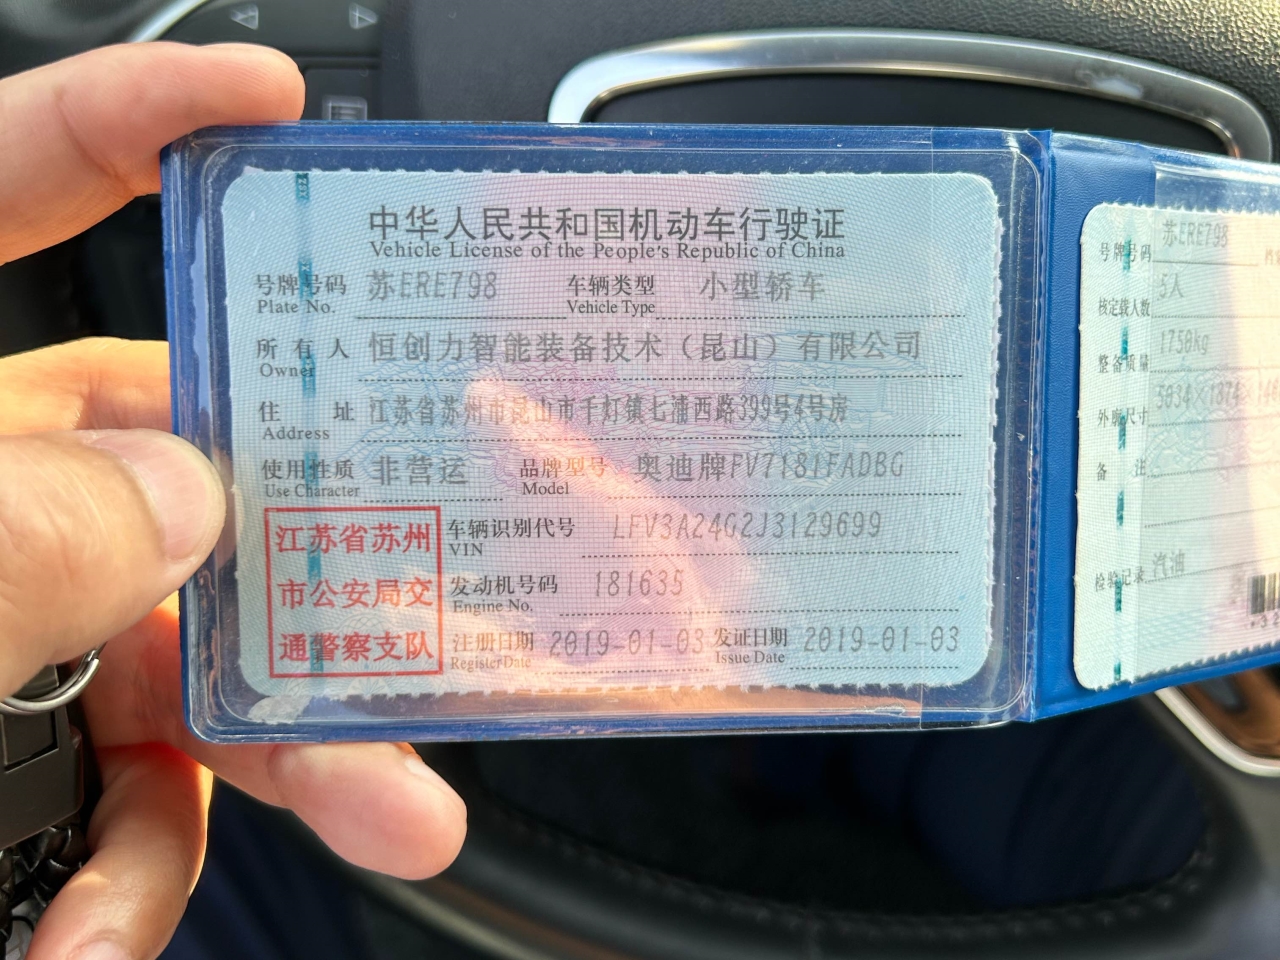 中华人民共和国机动车行驶证
Vehicle License of the People's Republic of China
号牌号码 苏ERE798 车辆类型 小型轿车
Plate No. Vehicle Type
所有人 恒创力智能装备技术（昆山）有限公司
Owner
住址 江苏省苏州市昆山市千灯镇七浦西路399号4号房
Address
使用性质 非营运 品牌型号 奥迪牌FV7181FADBG
Use Character Model
江苏省苏州
市公安局交
通警察支队
车辆识别代号 LFV3A24G2J3129699
VIN
发动机号码 181635
Engine No.
注册日期 2019-01-03 发证日期 2019-01-03
Register Date Issue Date
号牌号码 苏ERE798
核定载人数 5人
整备质量 1750kg
外廓尺寸 5034×1874×
备注
检验记录 汽油